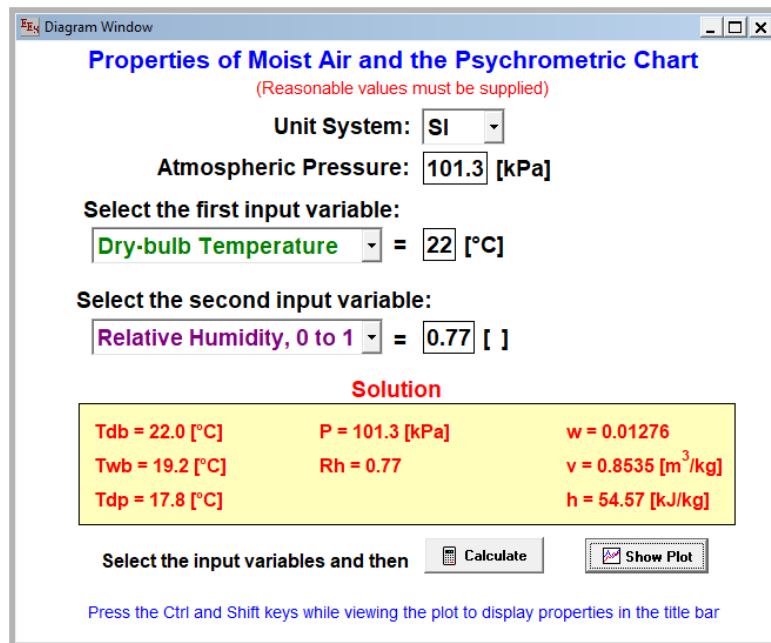 EES Diagram Window
Properties of Moist Air and the Psychrometric Chart
(Reasonable values must be supplied)
Unit System: SI
Atmospheric Pressure: 101.3 [kPa]
Select the first input variable:
Dry-bulb Temperature = 22 [°C]
Select the second input variable:
Relative Humidity, 0 to 1 = 0.77 [ ]
Solution
Tdb = 22.0 [°C] P = 101.3 [kPa] w = 0.01276
Twb = 19.2 [°C] Rh = 0.77 v = 0.8535 [m³/kg]
Tdp = 17.8 [°C] h = 54.57 [kJ/kg]
Select the input variables and then Calculate Show Plot
Press the Ctrl and Shift keys while viewing the plot to display properties in the title bar